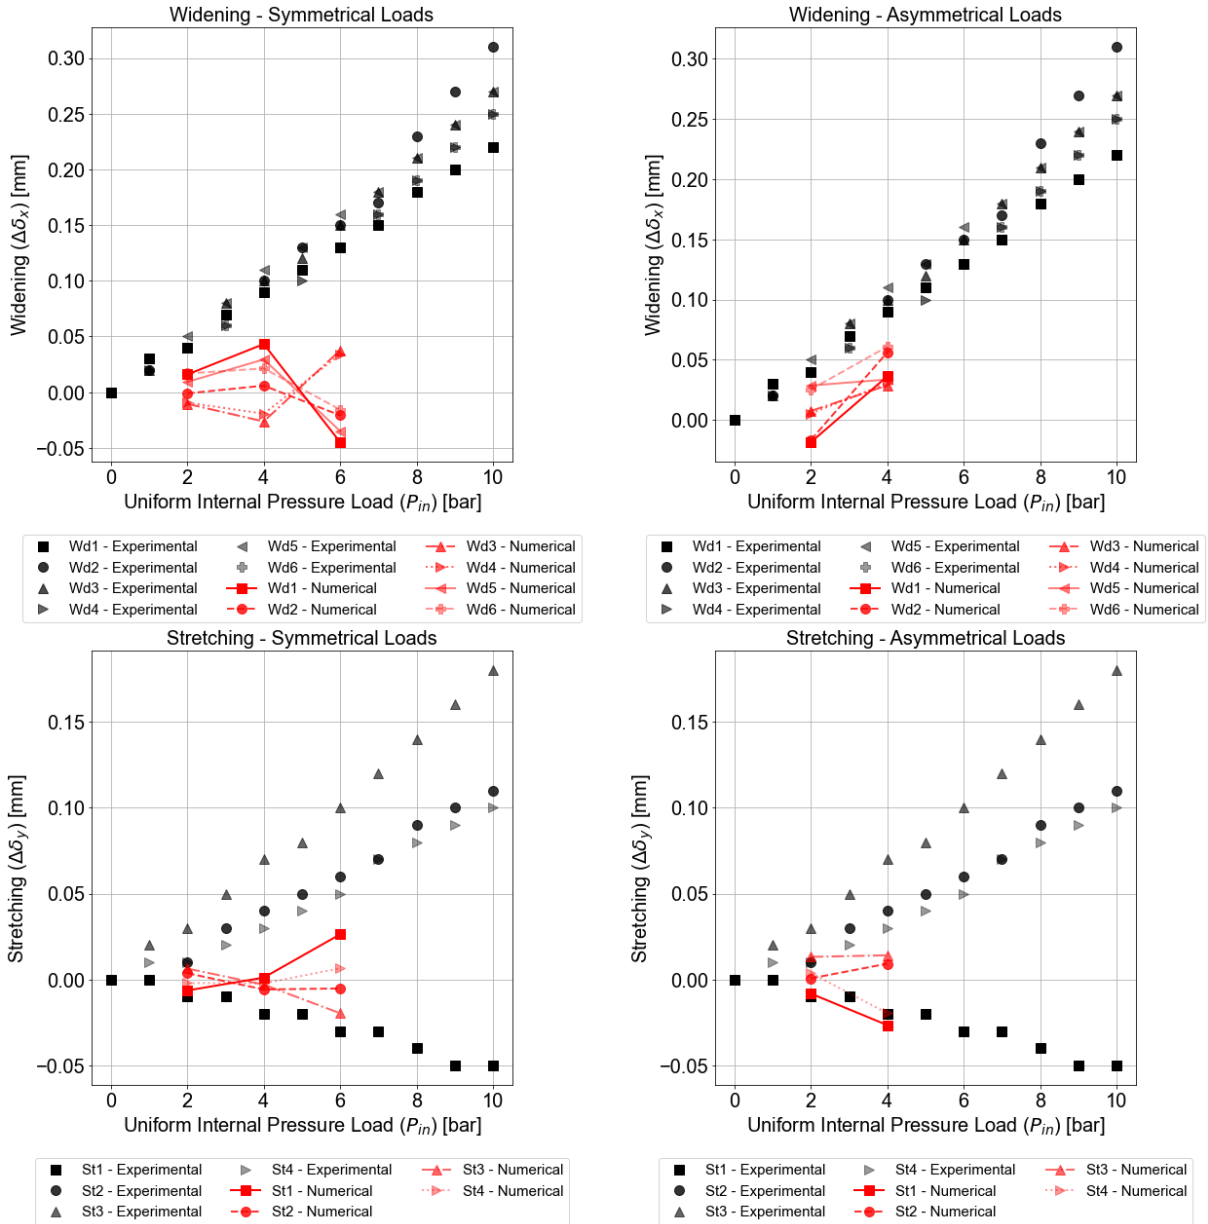 Widening - Symmetrical Loads
Widening (Δδx) [mm]
0.30
0.25
0.20
0.15
0.10
0.05
0.00
−0.05
0 2 4 6 8 10
Uniform Internal Pressure Load (Pin) [bar]
Wd1 - Experimental Wd5 - Experimental Wd3 - Numerical
Wd2 - Experimental Wd6 - Experimental Wd4 - Numerical
Wd3 - Experimental Wd1 - Numerical Wd5 - Numerical
Wd4 - Experimental Wd2 - Numerical Wd6 - Numerical
Widening - Asymmetrical Loads
Widening (Δδx) [mm]
0.30
0.25
0.20
0.15
0.10
0.05
0.00
0 2 4 6 8 10
Uniform Internal Pressure Load (Pin) [bar]
Wd1 - Experimental Wd5 - Experimental Wd3 - Numerical
Wd2 - Experimental Wd6 - Experimental Wd4 - Numerical
Wd3 - Experimental Wd1 - Numerical Wd5 - Numerical
Wd4 - Experimental Wd2 - Numerical Wd6 - Numerical
Stretching - Symmetrical Loads
Stretching (Δδy) [mm]
0.15
0.10
0.05
0.00
−0.05
0 2 4 6 8 10
Uniform Internal Pressure Load (Pin) [bar]
St1 - Experimental St4 - Experimental St3 - Numerical
St2 - Experimental St1 - Numerical St4 - Numerical
St3 - Experimental St2 - Numerical
Stretching - Asymmetrical Loads
Stretching (Δδy) [mm]
0.15
0.10
0.05
0.00
−0.05
0 2 4 6 8 10
Uniform Internal Pressure Load (Pin) [bar]
St1 - Experimental St4 - Experimental St3 - Numerical
St2 - Experimental St1 - Numerical St4 - Numerical
St3 - Experimental St2 - Numerical